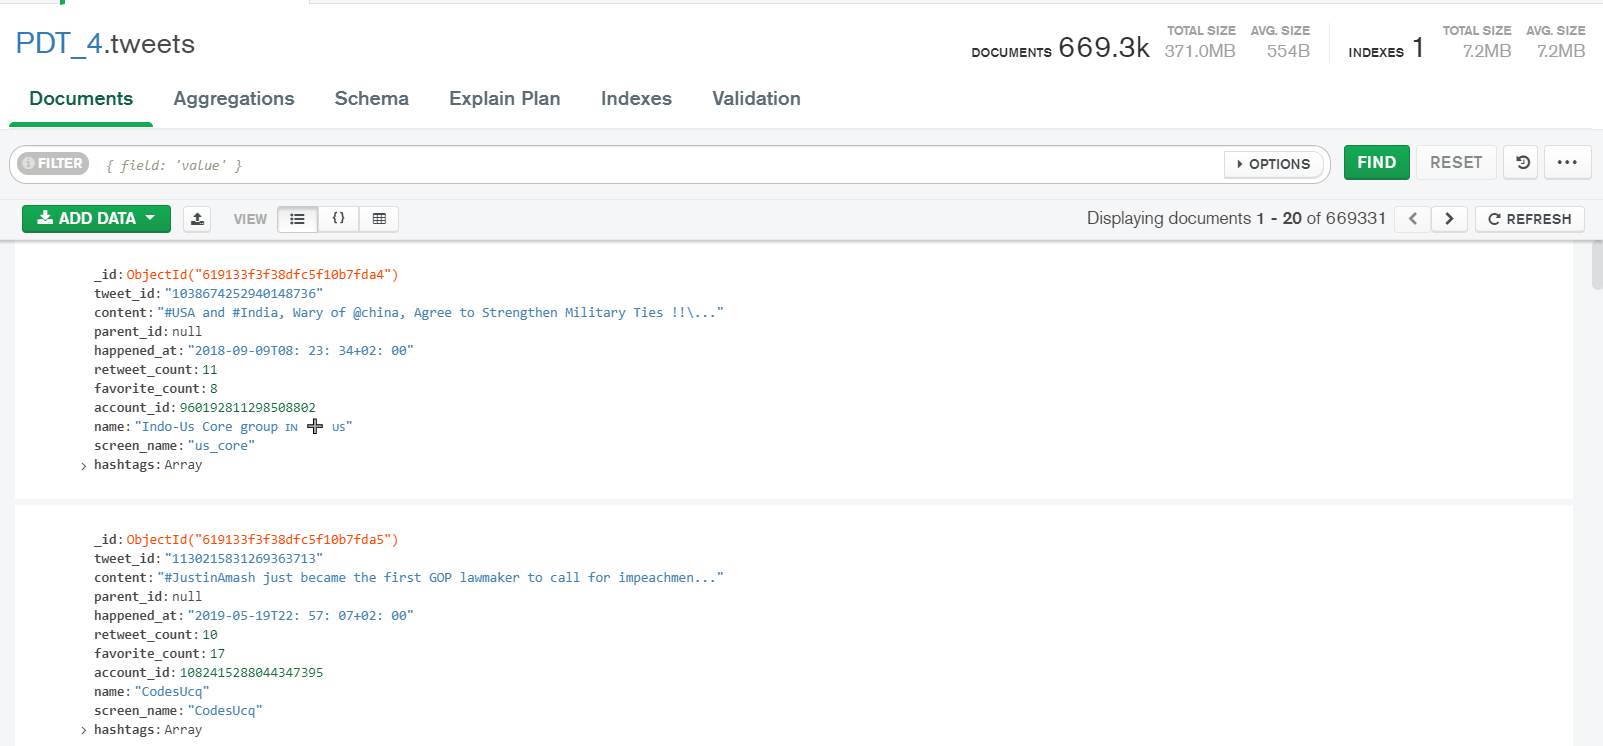 PDT_4.tweets
DOCUMENTS 669.3k TOTAL SIZE 371.0MB AVG. SIZE 554B INDEXES 1 TOTAL SIZE 7.2MB AVG. SIZE 7.2MB
Documents Aggregations Schema Explain Plan Indexes Validation
FILTER { field: 'value' } OPTIONS FIND RESET ...
ADD DATA VIEW {} Displaying documents 1 - 20 of 669331 < > REFRESH
_id: ObjectId("619133f3f38dfc5f10b7fda4")
tweet_id: "1038674252940148736"
content: "#USA and #India, Wary of @china, Agree to Strengthen Military Ties !!\..."
parent_id: null
happened_at: "2018-09-09T08: 23: 34+02: 00"
retweet_count: 11
favorite_count: 8
account_id: 960192811298508802
name: "Indo-Us Core group IN ➕ US"
screen_name: "us_core"
> hashtags: Array
_id: ObjectId("619133f3f38dfc5f10b7fda5")
tweet_id: "1130215831269363713"
content: "#JustinAmash just became the first GOP lawmaker to call for impeachmen..."
parent_id: null
happened_at: "2019-05-19T22: 57: 07+02: 00"
retweet_count: 10
favorite_count: 17
account_id: 1082415288044347395
name: "CodesUcq"
screen_name: "CodesUcq"
> hashtags: Array